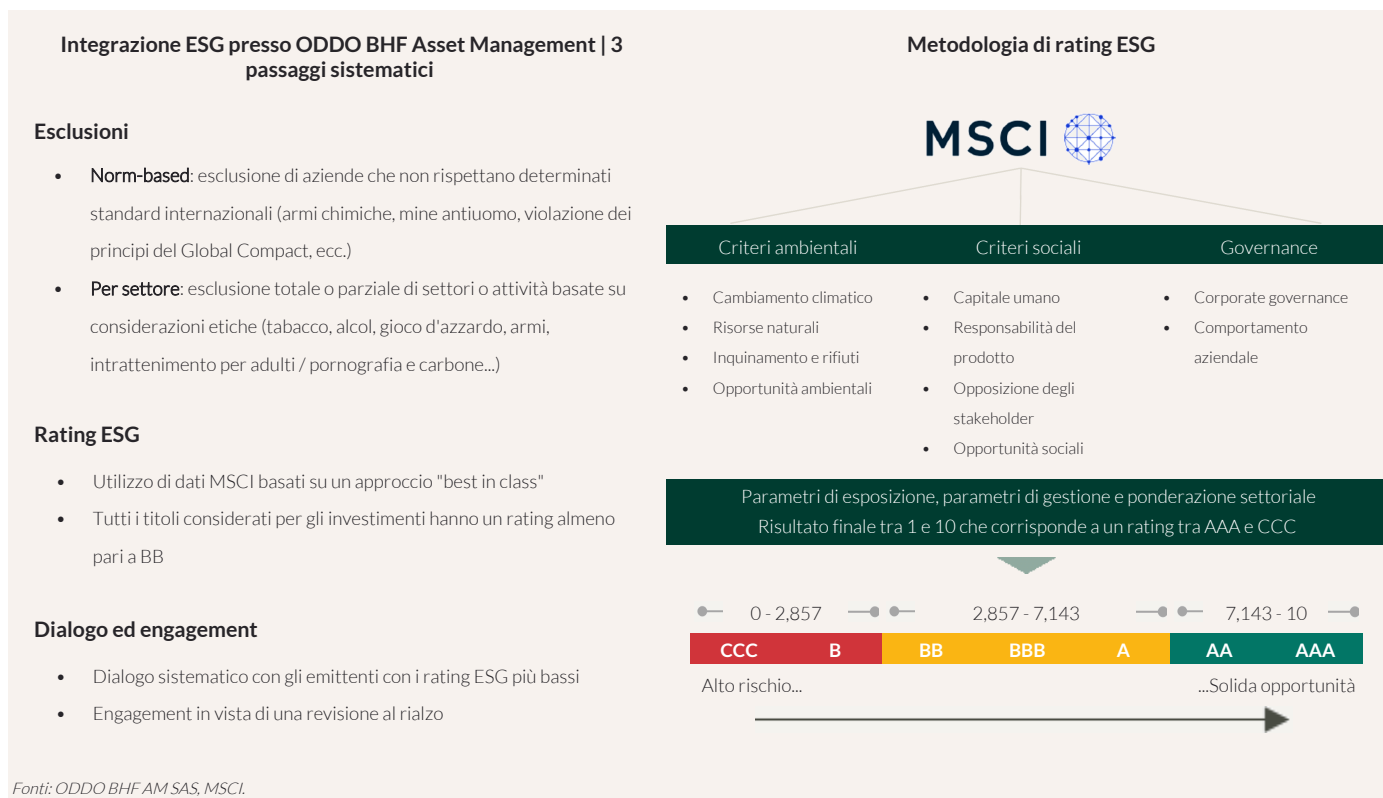 Integrazione ESG presso ODDO BHF Asset Management | 3
passaggi sistematici
Esclusioni
• Norm-based: esclusione di aziende che non rispettano determinati
standard internazionali (armi chimiche, mine antiuomo, violazione dei
principi del Global Compact, ecc.)
• Per settore: esclusione totale o parziale di settori o attività basate su
considerazioni etiche (tabacco, alcol, gioco d'azzardo, armi,
intrattenimento per adulti / pornografia e carbone...)
Rating ESG
• Utilizzo di dati MSCI basati su un approccio "best in class"
• Tutti i titoli considerati per gli investimenti hanno un rating almeno
pari a BB
Dialogo ed engagement
• Dialogo sistematico con gli emittenti con i rating ESG più bassi
• Engagement in vista di una revisione al rialzo
Metodologia di rating ESG
MSCI
Criteri ambientali
• Cambiamento climatico
• Risorse naturali
• Inquinamento e rifiuti
• Opportunità ambientali
Criteri sociali
• Capitale umano
• Responsabilità del
prodotto
• Opposizione degli
stakeholder
• Opportunità sociali
Governance
• Corporate governance
• Comportamento
aziendale
Parametri di esposizione, parametri di gestione e ponderazione settoriale
Risultato finale tra 1 e 10 che corrisponde a un rating tra AAA e CCC
0 - 2,857 2,857 - 7,143 7,143 - 10
CCC B BB BBB A AA AAA
Alto rischio... ...Solida opportunità
Fonti: ODDO BHF AM SAS, MSCI.